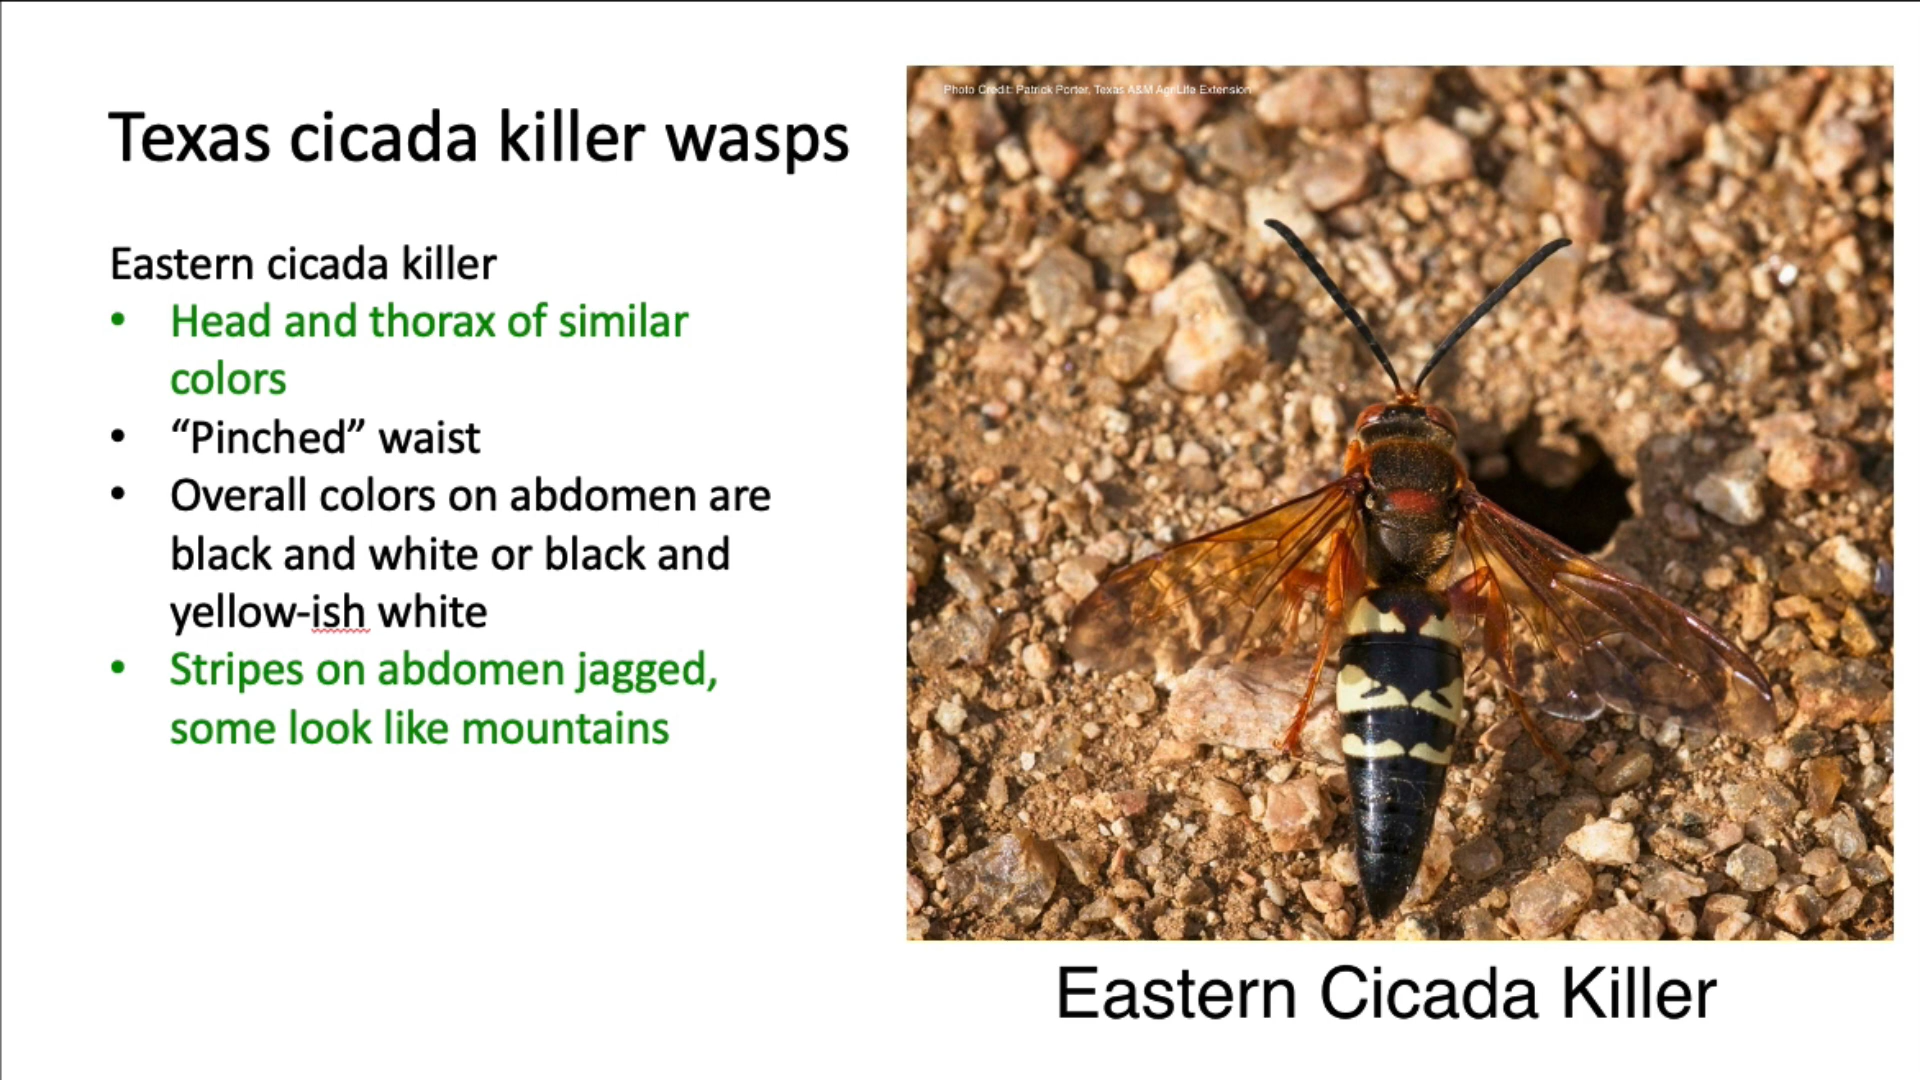 Texas cicada killer wasps
Eastern cicada killer
• Head and thorax of similar
colors
• “Pinched” waist
• Overall colors on abdomen are
black and white or black and
yellow-ish white
• Stripes on abdomen jagged,
some look like mountains
Photo Credit: Patrick Porter, Texas A&M AgriLife Extension
Eastern Cicada Killer